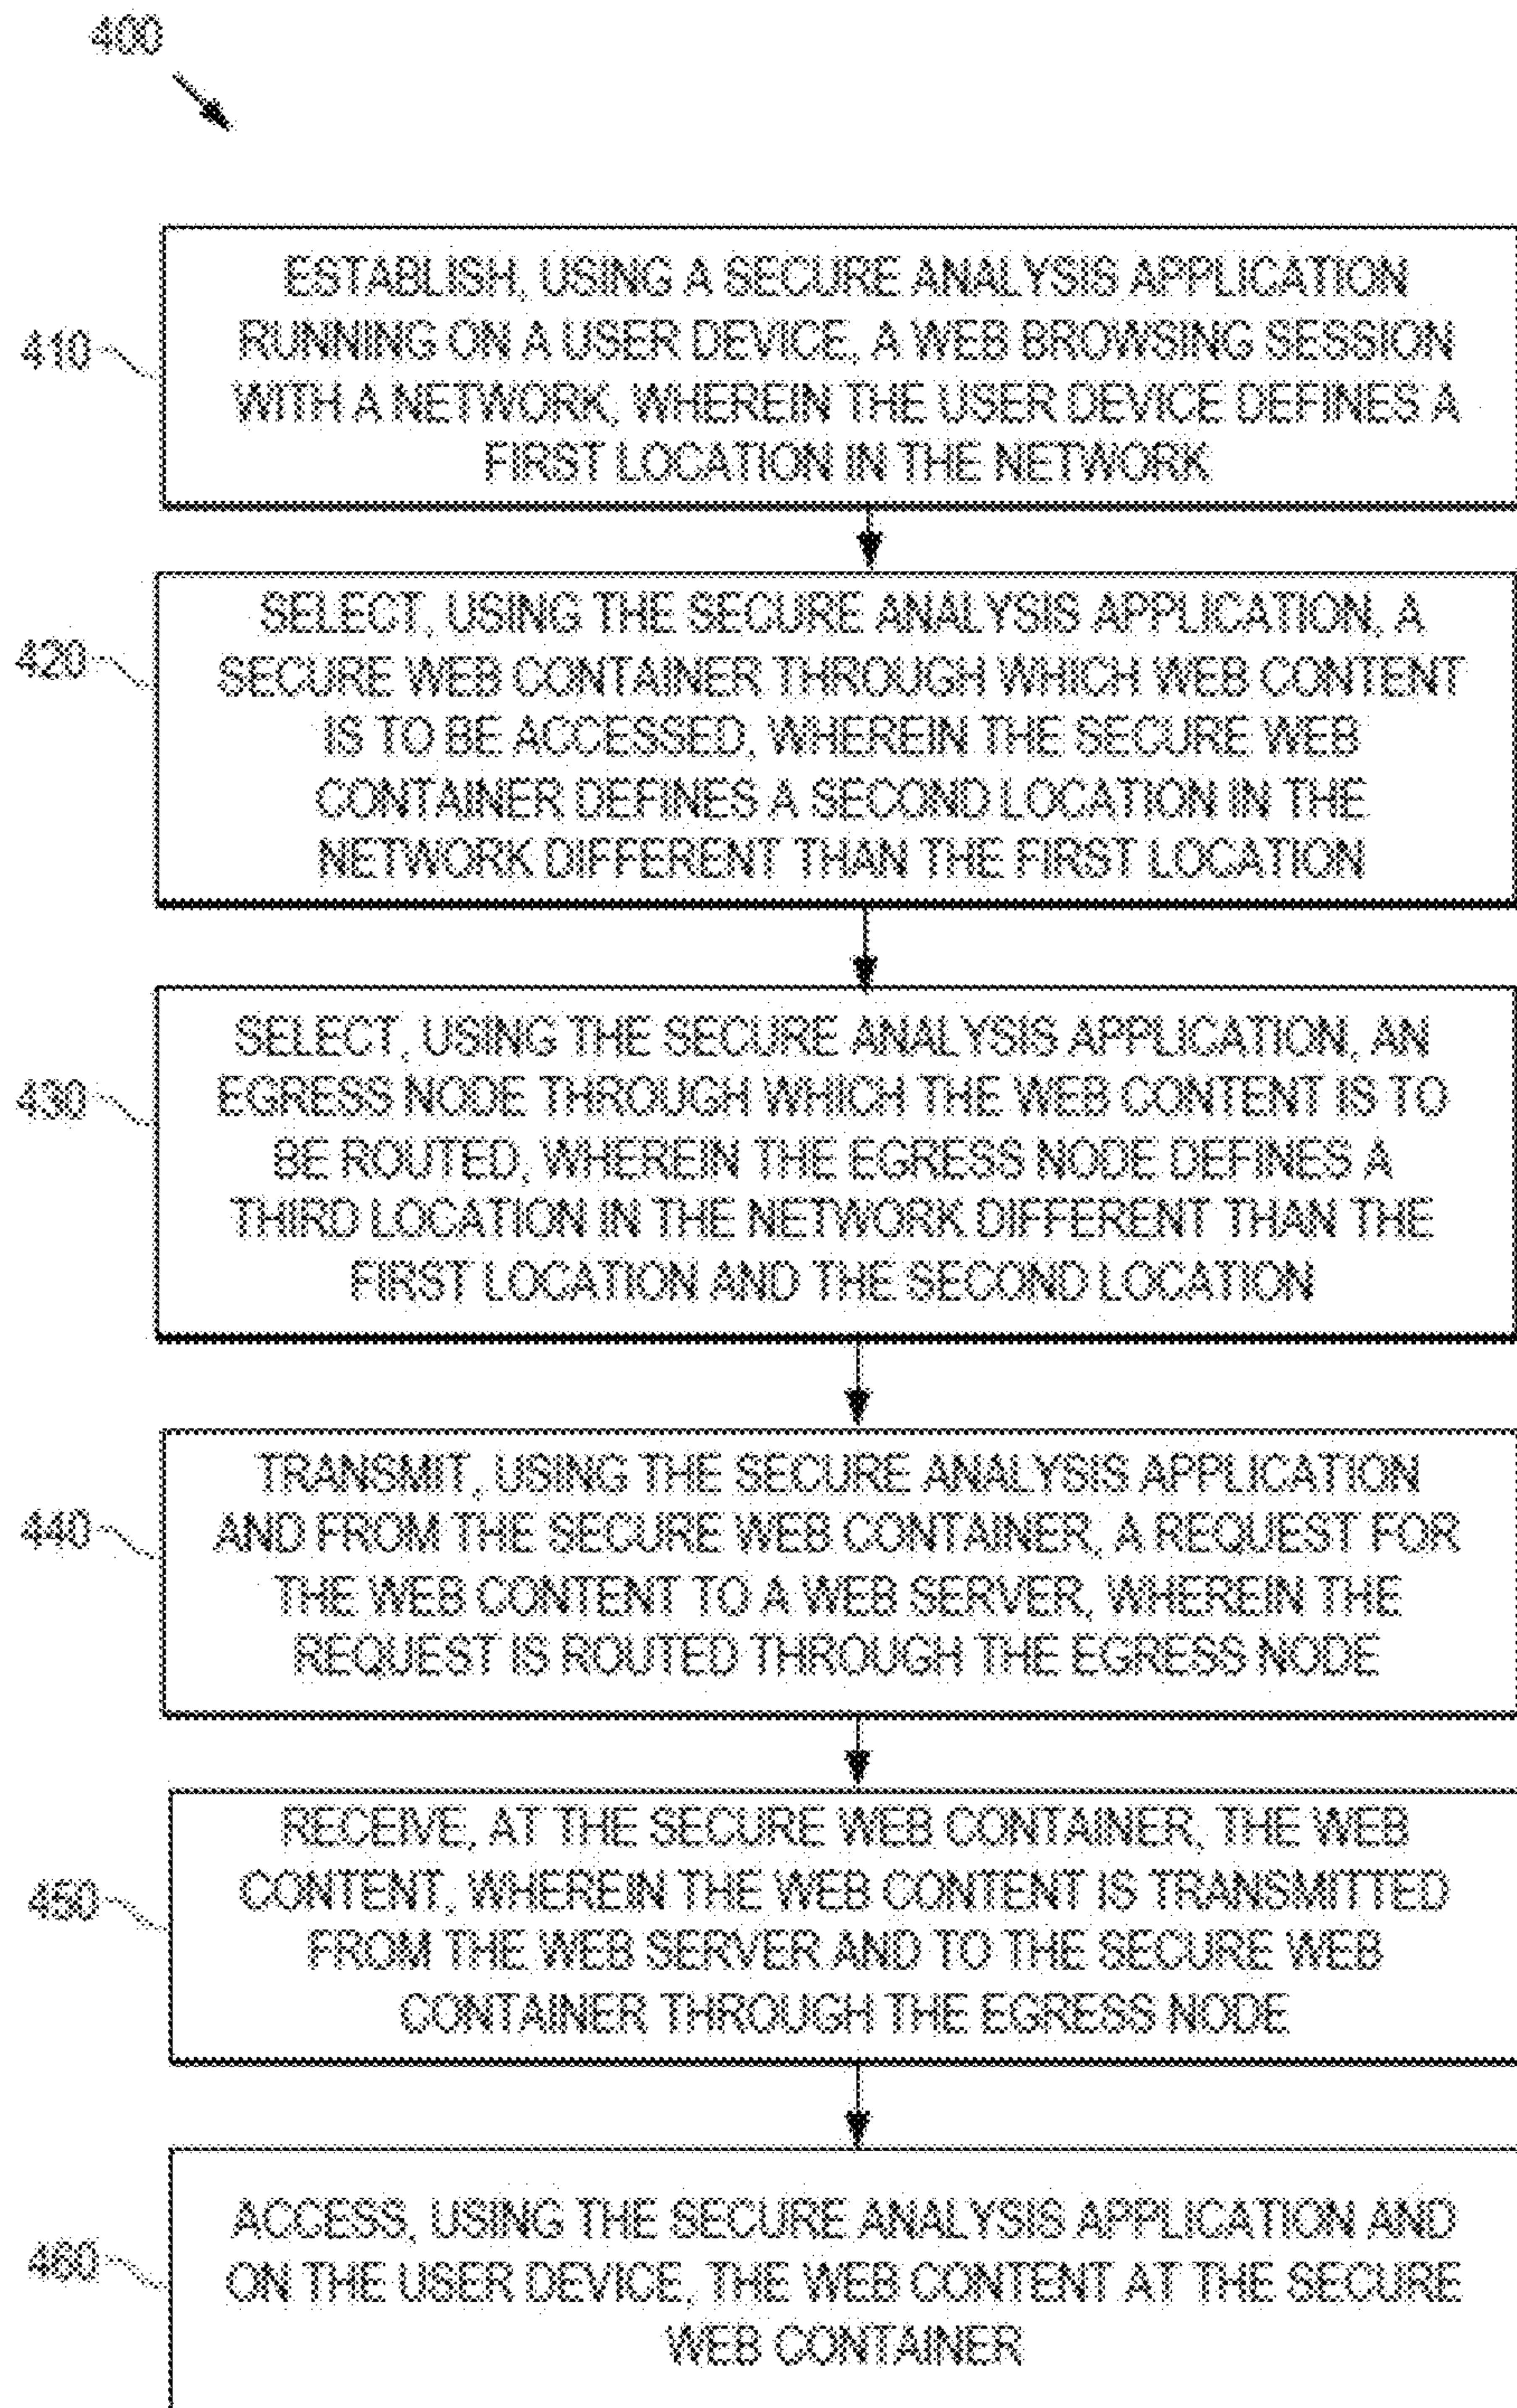 400
410
ESTABLISH, USING A SECURE ANALYSIS APPLICATION
RUNNING ON A USER DEVICE, A WEB BROWSING SESSION
WITH A NETWORK, WHEREIN THE USER DEVICE DEFINES A
FIRST LOCATION IN THE NETWORK
420
SELECT, USING THE SECURE ANALYSIS APPLICATION, A
SECURE WEB CONTAINER THROUGH WHICH WEB CONTENT
IS TO BE ACCESSED, WHEREIN THE SECURE WEB
CONTAINER DEFINES A SECOND LOCATION IN THE
NETWORK DIFFERENT THAN THE FIRST LOCATION
430
SELECT, USING THE SECURE ANALYSIS APPLICATION, AN
EGRESS NODE THROUGH WHICH THE WEB CONTENT IS TO
BE ROUTED, WHEREIN THE EGRESS NODE DEFINES A
THIRD LOCATION IN THE NETWORK DIFFERENT THAN THE
FIRST LOCATION AND THE SECOND LOCATION
440
TRANSMIT, USING THE SECURE ANALYSIS APPLICATION
AND FROM THE SECURE WEB CONTAINER, A REQUEST FOR
THE WEB CONTENT TO A WEB SERVER, WHEREIN THE
REQUEST IS ROUTED THROUGH THE EGRESS NODE
450
RECEIVE, AT THE SECURE WEB CONTAINER, THE WEB
CONTENT, WHEREIN THE WEB CONTENT IS TRANSMITTED
FROM THE WEB SERVER AND TO THE SECURE WEB
CONTAINER THROUGH THE EGRESS NODE
460
ACCESS, USING THE SECURE ANALYSIS APPLICATION AND
ON THE USER DEVICE, THE WEB CONTENT AT THE SECURE
WEB CONTAINER